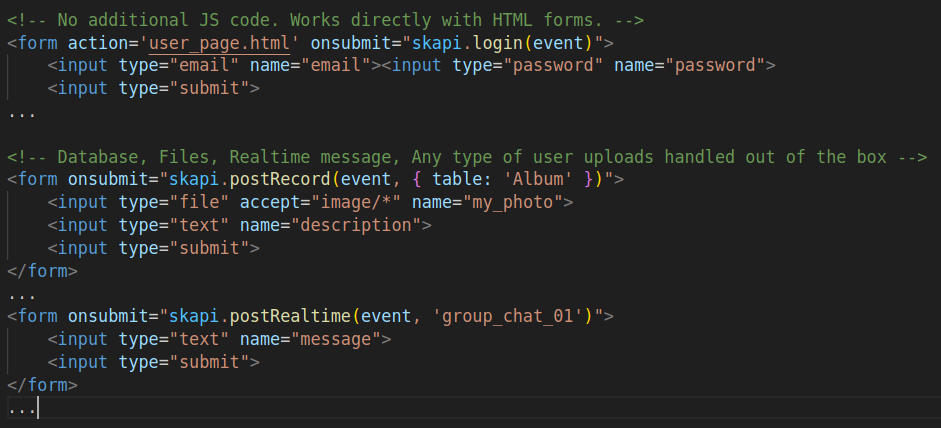 <!-- No additional JS code. Works directly with HTML forms. -->
<form action='user_page.html' onsubmit="skapi.login(event)">
    <input type="email" name="email"><input type="password" name="password">
    <input type="submit">
...
<!-- Database, Files, Realtime message, Any type of user uploads handled out of the box -->
<form onsubmit="skapi.postRecord(event, { table: 'Album' })">
    <input type="file" accept="image/*" name="my_photo">
    <input type="text" name="description">
    <input type="submit">
</form>
...
<form onsubmit="skapi.postRealtime(event, 'group_chat_01')">
    <input type="text" name="message">
    <input type="submit">
</form>
...